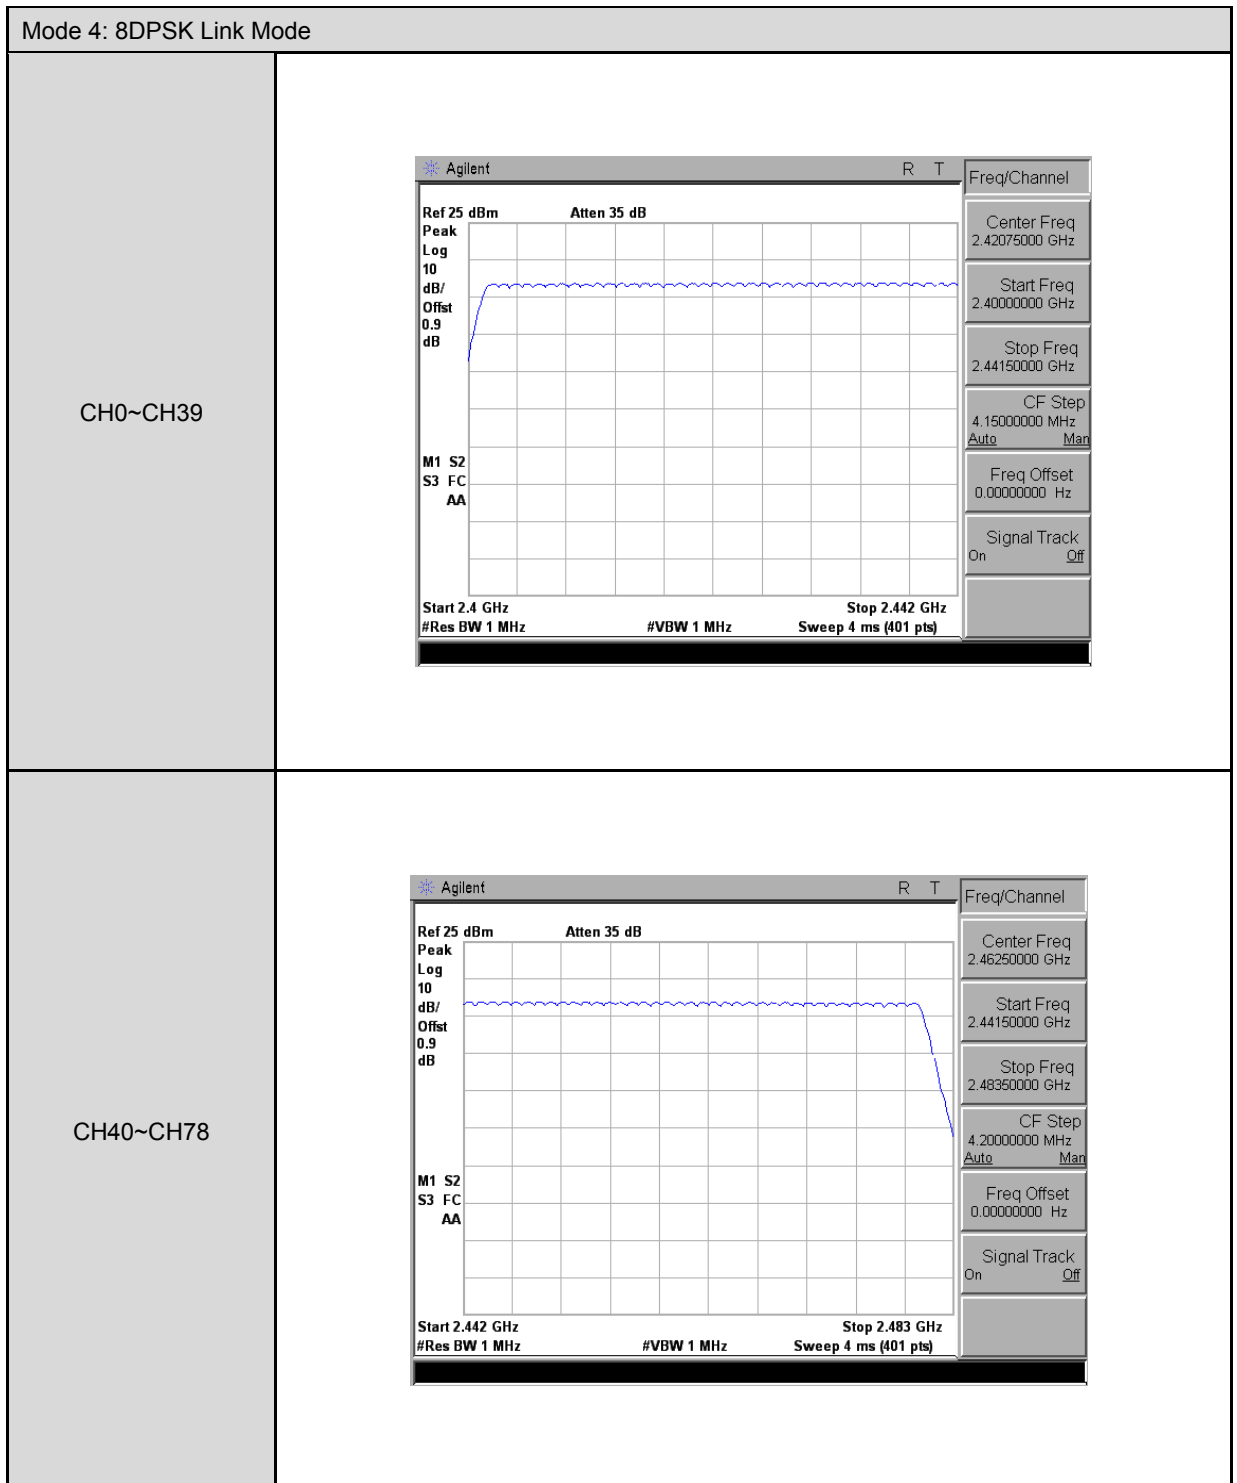 Mode 4: 8DPSK Link Mode
CH0~CH39
Agilent R T
Freq/Channel
Ref 25 dBm Atten 35 dB
Peak
Log
10
dB/
Offst
0.9
dB
M1 S2
S3 FC
AA
Start 2.4 GHz Stop 2.442 GHz
#Res BW 1 MHz #VBW 1 MHz Sweep 4 ms (401 pts)
Center Freq
2.42075000 GHz
Start Freq
2.40000000 GHz
Stop Freq
2.44150000 GHz
CF Step
4.15000000 MHz
Auto Man
Freq Offset
0.00000000 Hz
Signal Track
On Off
CH40~CH78
Agilent R T
Freq/Channel
Ref 25 dBm Atten 35 dB
Peak
Log
10
dB/
Offst
0.9
dB
M1 S2
S3 FC
AA
Start 2.442 GHz Stop 2.483 GHz
#Res BW 1 MHz #VBW 1 MHz Sweep 4 ms (401 pts)
Center Freq
2.46250000 GHz
Start Freq
2.44150000 GHz
Stop Freq
2.48350000 GHz
CF Step
4.20000000 MHz
Auto Man
Freq Offset
0.00000000 Hz
Signal Track
On Off